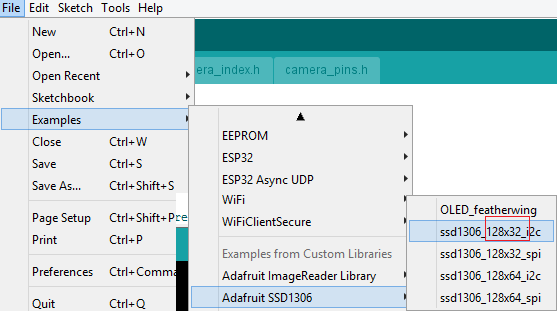 File Edit Sketch Tools Help
New Ctrl+N
Open... Ctrl+O
Open Recent
Sketchbook
Examples
Close Ctrl+W
Save Ctrl+S
Save As... Ctrl+Shift+S
Page Setup Ctrl+Shift+P
Print Ctrl+P
Preferences Ctrl+Comma
Quit Ctrl+Q
era_index.h camera_pins.h
re
EEPROM
ESP32
ESP32 Async UDP
WiFi
WiFiClientSecure
Examples from Custom Libraries
Adafruit ImageReader Library
Adafruit SSD1306
OLED_featherwing
ssd1306_128x32_i2c
ssd1306_128x32_spi
ssd1306_128x64_i2c
ssd1306_128x64_spi